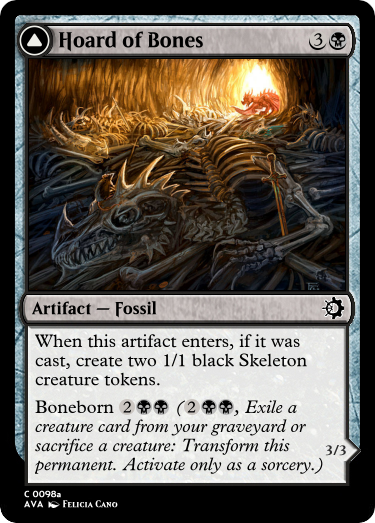 Hoard of Bones 3
Artifact — Fossil
When this artifact enters, if it was
cast, create two 1/1 black Skeleton
creature tokens.
Boneborn 2 (2, Exile a
creature card from your graveyard or
sacrifice a creature: Transform this
permanent. Activate only as a sorcery.)
3/3
C 0098a
AVA Felicia Cano